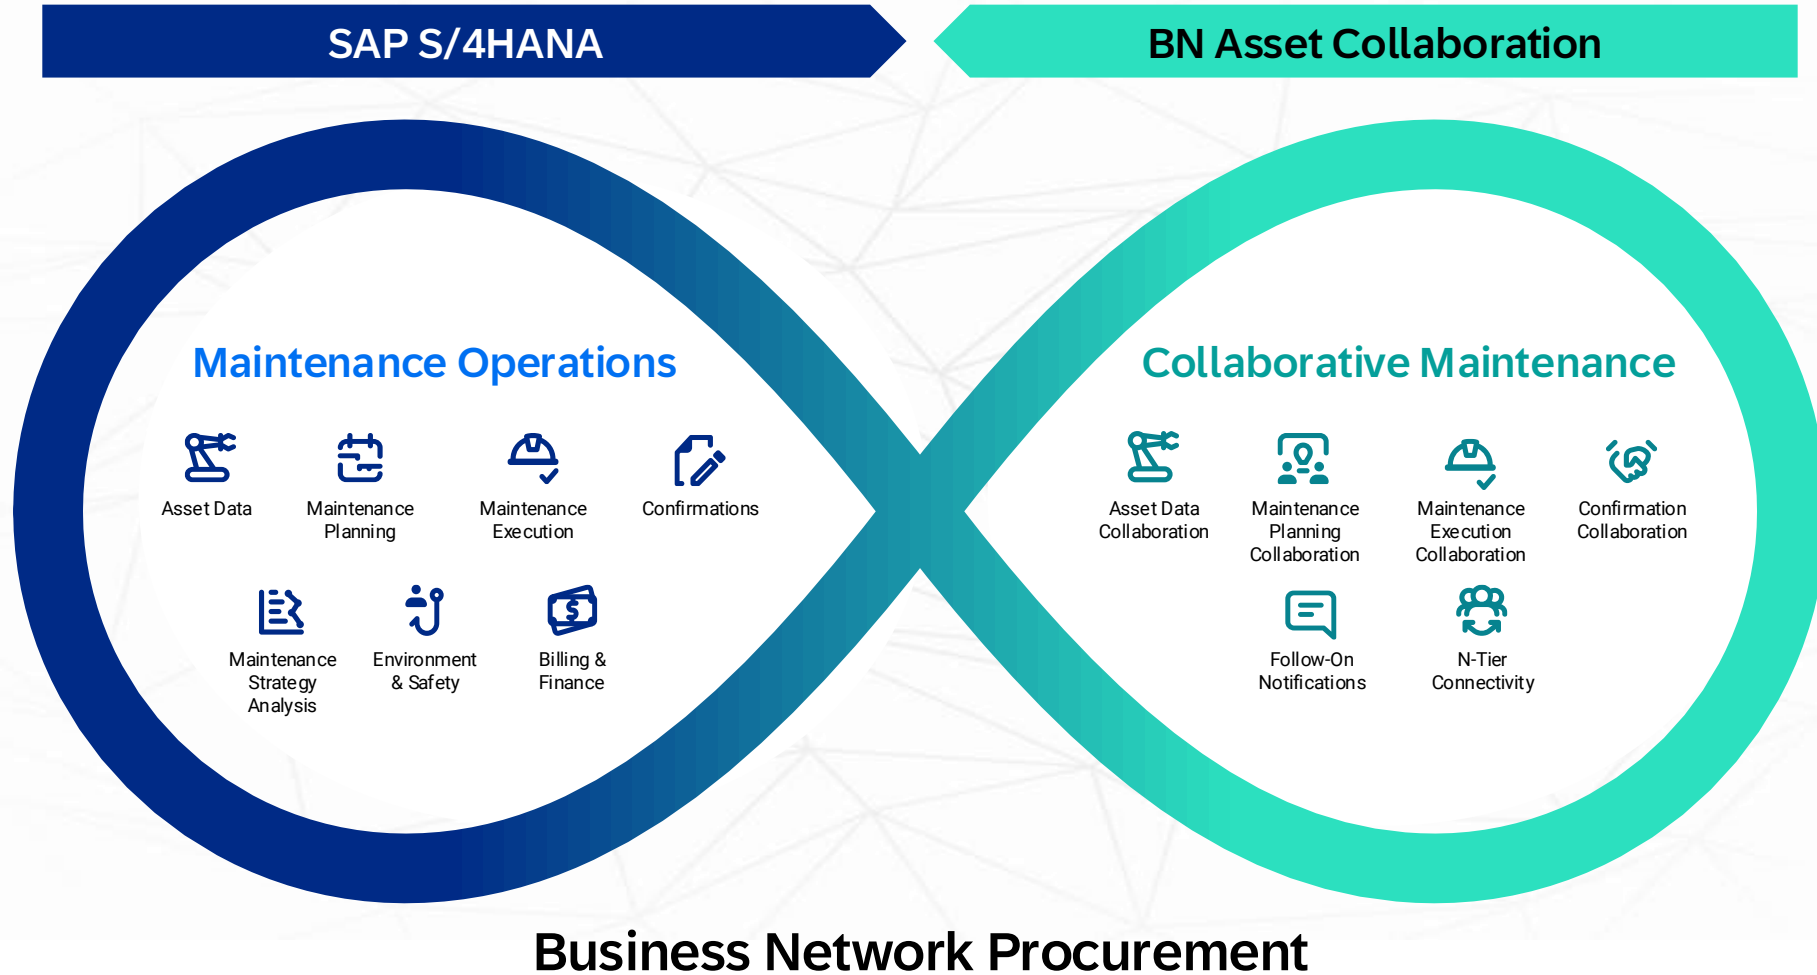 SAP S/4HANA
BN Asset Collaboration
Maintenance Operations
Asset Data
Maintenance
Planning
Maintenance
Execution
Confirmations
Maintenance
Strategy
Analysis
Environment
& Safety
Billing &
Finance
Collaborative Maintenance
Asset Data
Collaboration
Maintenance
Planning
Collaboration
Maintenance
Execution
Collaboration
Confirmation
Collaboration
Follow-On
Notifications
N-Tier
Connectivity
Business Network Procurement